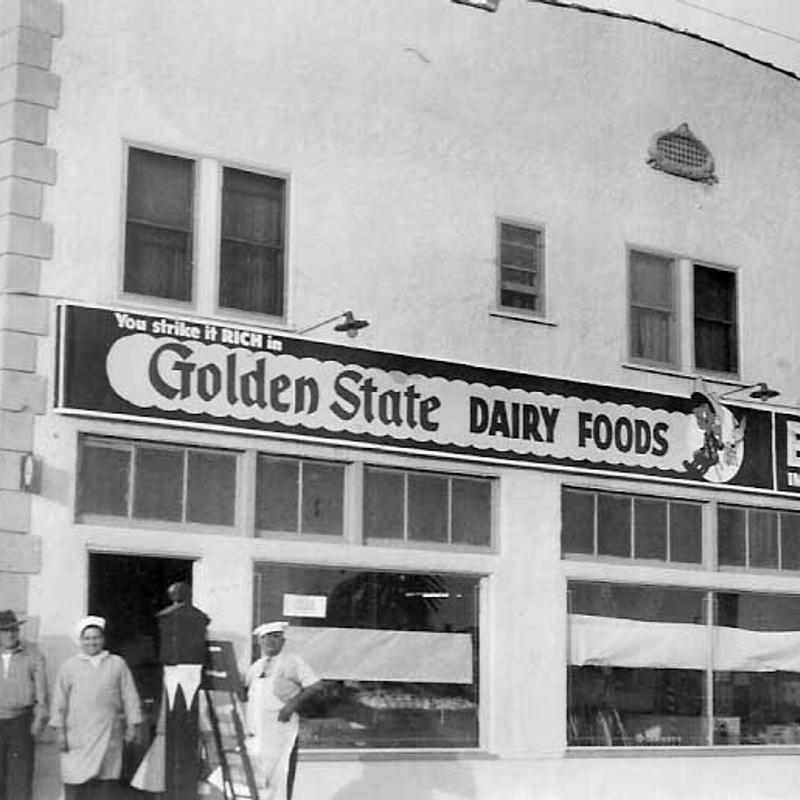 You strike it RICH in
Golden State DAIRY FOODS